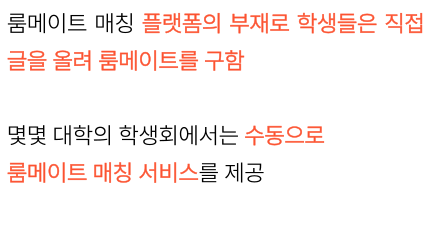 룸메이트 매칭 플랫폼의 부재로 학생들은 직접
글을 올려 룸메이트를 구함
몇몇 대학의 학생회에서는 수동으로
룸메이트 매칭 서비스를 제공